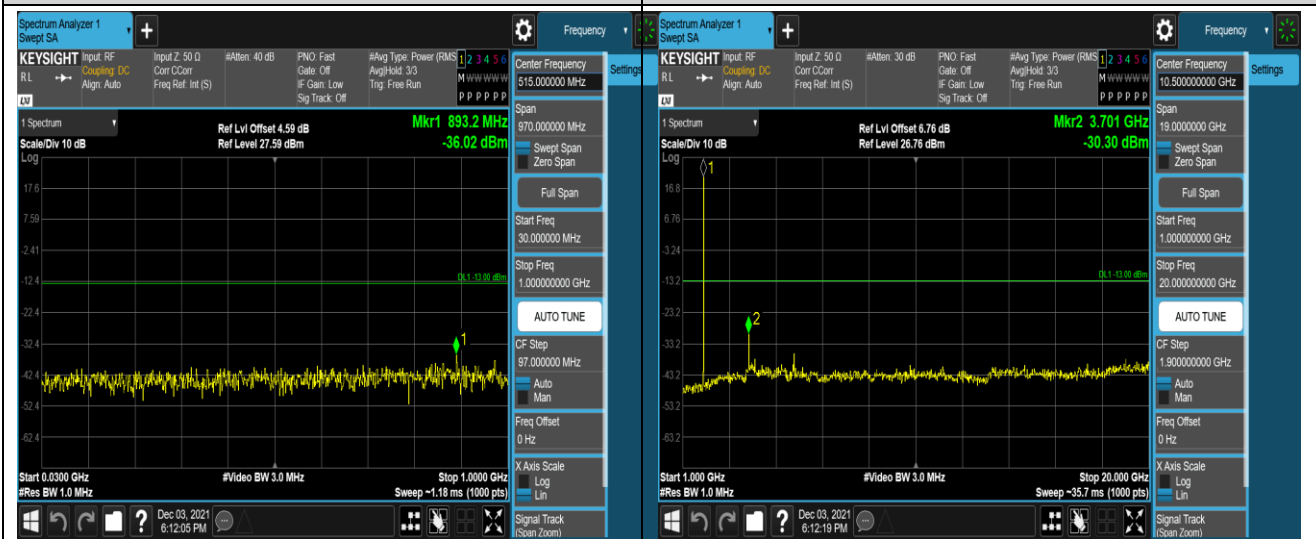 Spectrum Analyzer 1
Swept SA
+
Frequency
KEYSIGHT
RL
LXI
Input: RF
Coupling: DC
Align: Auto
Input Z: 50 Ω
Corr CCorr
Freq Ref: Int (S)
#Atten: 40 dB
PNO: Fast
Gate: Off
IF Gain: Low
Sig Track: Off
#Avg Type: Power (RMS
Avg|Hold: 3/3
Trig: Free Run
1 2 3 4 5 6
M W W W W W
P P P P P P
1 Spectrum
Scale/Div 10 dB
Log
Ref Lvl Offset 4.59 dB
Ref Level 27.59 dBm
Mkr1 893.2 MHz
-36.02 dBm
17.6
7.59
-2.41
-12.4
-22.4
-32.4
-42.4
-52.4
-62.4
DL1 -13.00 dBm
1
Start 0.0300 GHz
#Res BW 1.0 MHz
#Video BW 3.0 MHz
Stop 1.0000 GHz
Sweep ~1.18 ms (1000 pts)
Center Frequency
515.000000 MHz
Span
970.000000 MHz
Swept Span
Zero Span
Full Span
Start Freq
30.000000 MHz
Stop Freq
1.000000000 GHz
AUTO TUNE
CF Step
97.000000 MHz
Auto
Man
Freq Offset
0 Hz
X Axis Scale
Log
Lin
Signal Track
(Span Zoom)
Settings
?
Dec 03, 2021
6:12:05 PM
Spectrum Analyzer 1
Swept SA
+
Frequency
KEYSIGHT
RL
LXI
Input: RF
Coupling: DC
Align: Auto
Input Z: 50 Ω
Corr CCorr
Freq Ref: Int (S)
#Atten: 30 dB
PNO: Fast
Gate: Off
IF Gain: Low
Sig Track: Off
#Avg Type: Power (RMS
Avg|Hold: 3/3
Trig: Free Run
1 2 3 4 5 6
M W W W W W
P P P P P P
1 Spectrum
Scale/Div 10 dB
Log
Ref Lvl Offset 6.76 dB
Ref Level 26.76 dBm
Mkr2 3.701 GHz
-30.30 dBm
16.8
6.76
-3.24
-13.2
-23.2
-33.2
-43.2
-53.2
-63.2
DL1 -13.00 dBm
1
2
Start 1.000 GHz
#Res BW 1.0 MHz
#Video BW 3.0 MHz
Stop 20.000 GHz
Sweep ~35.7 ms (1000 pts)
Center Frequency
10.500000000 GHz
Span
19.0000000 GHz
Swept Span
Zero Span
Full Span
Start Freq
1.000000000 GHz
Stop Freq
20.000000000 GHz
AUTO TUNE
CF Step
1.900000000 GHz
Auto
Man
Freq Offset
0 Hz
X Axis Scale
Log
Lin
Signal Track
(Span Zoom)
Settings
?
Dec 03, 2021
6:12:19 PM